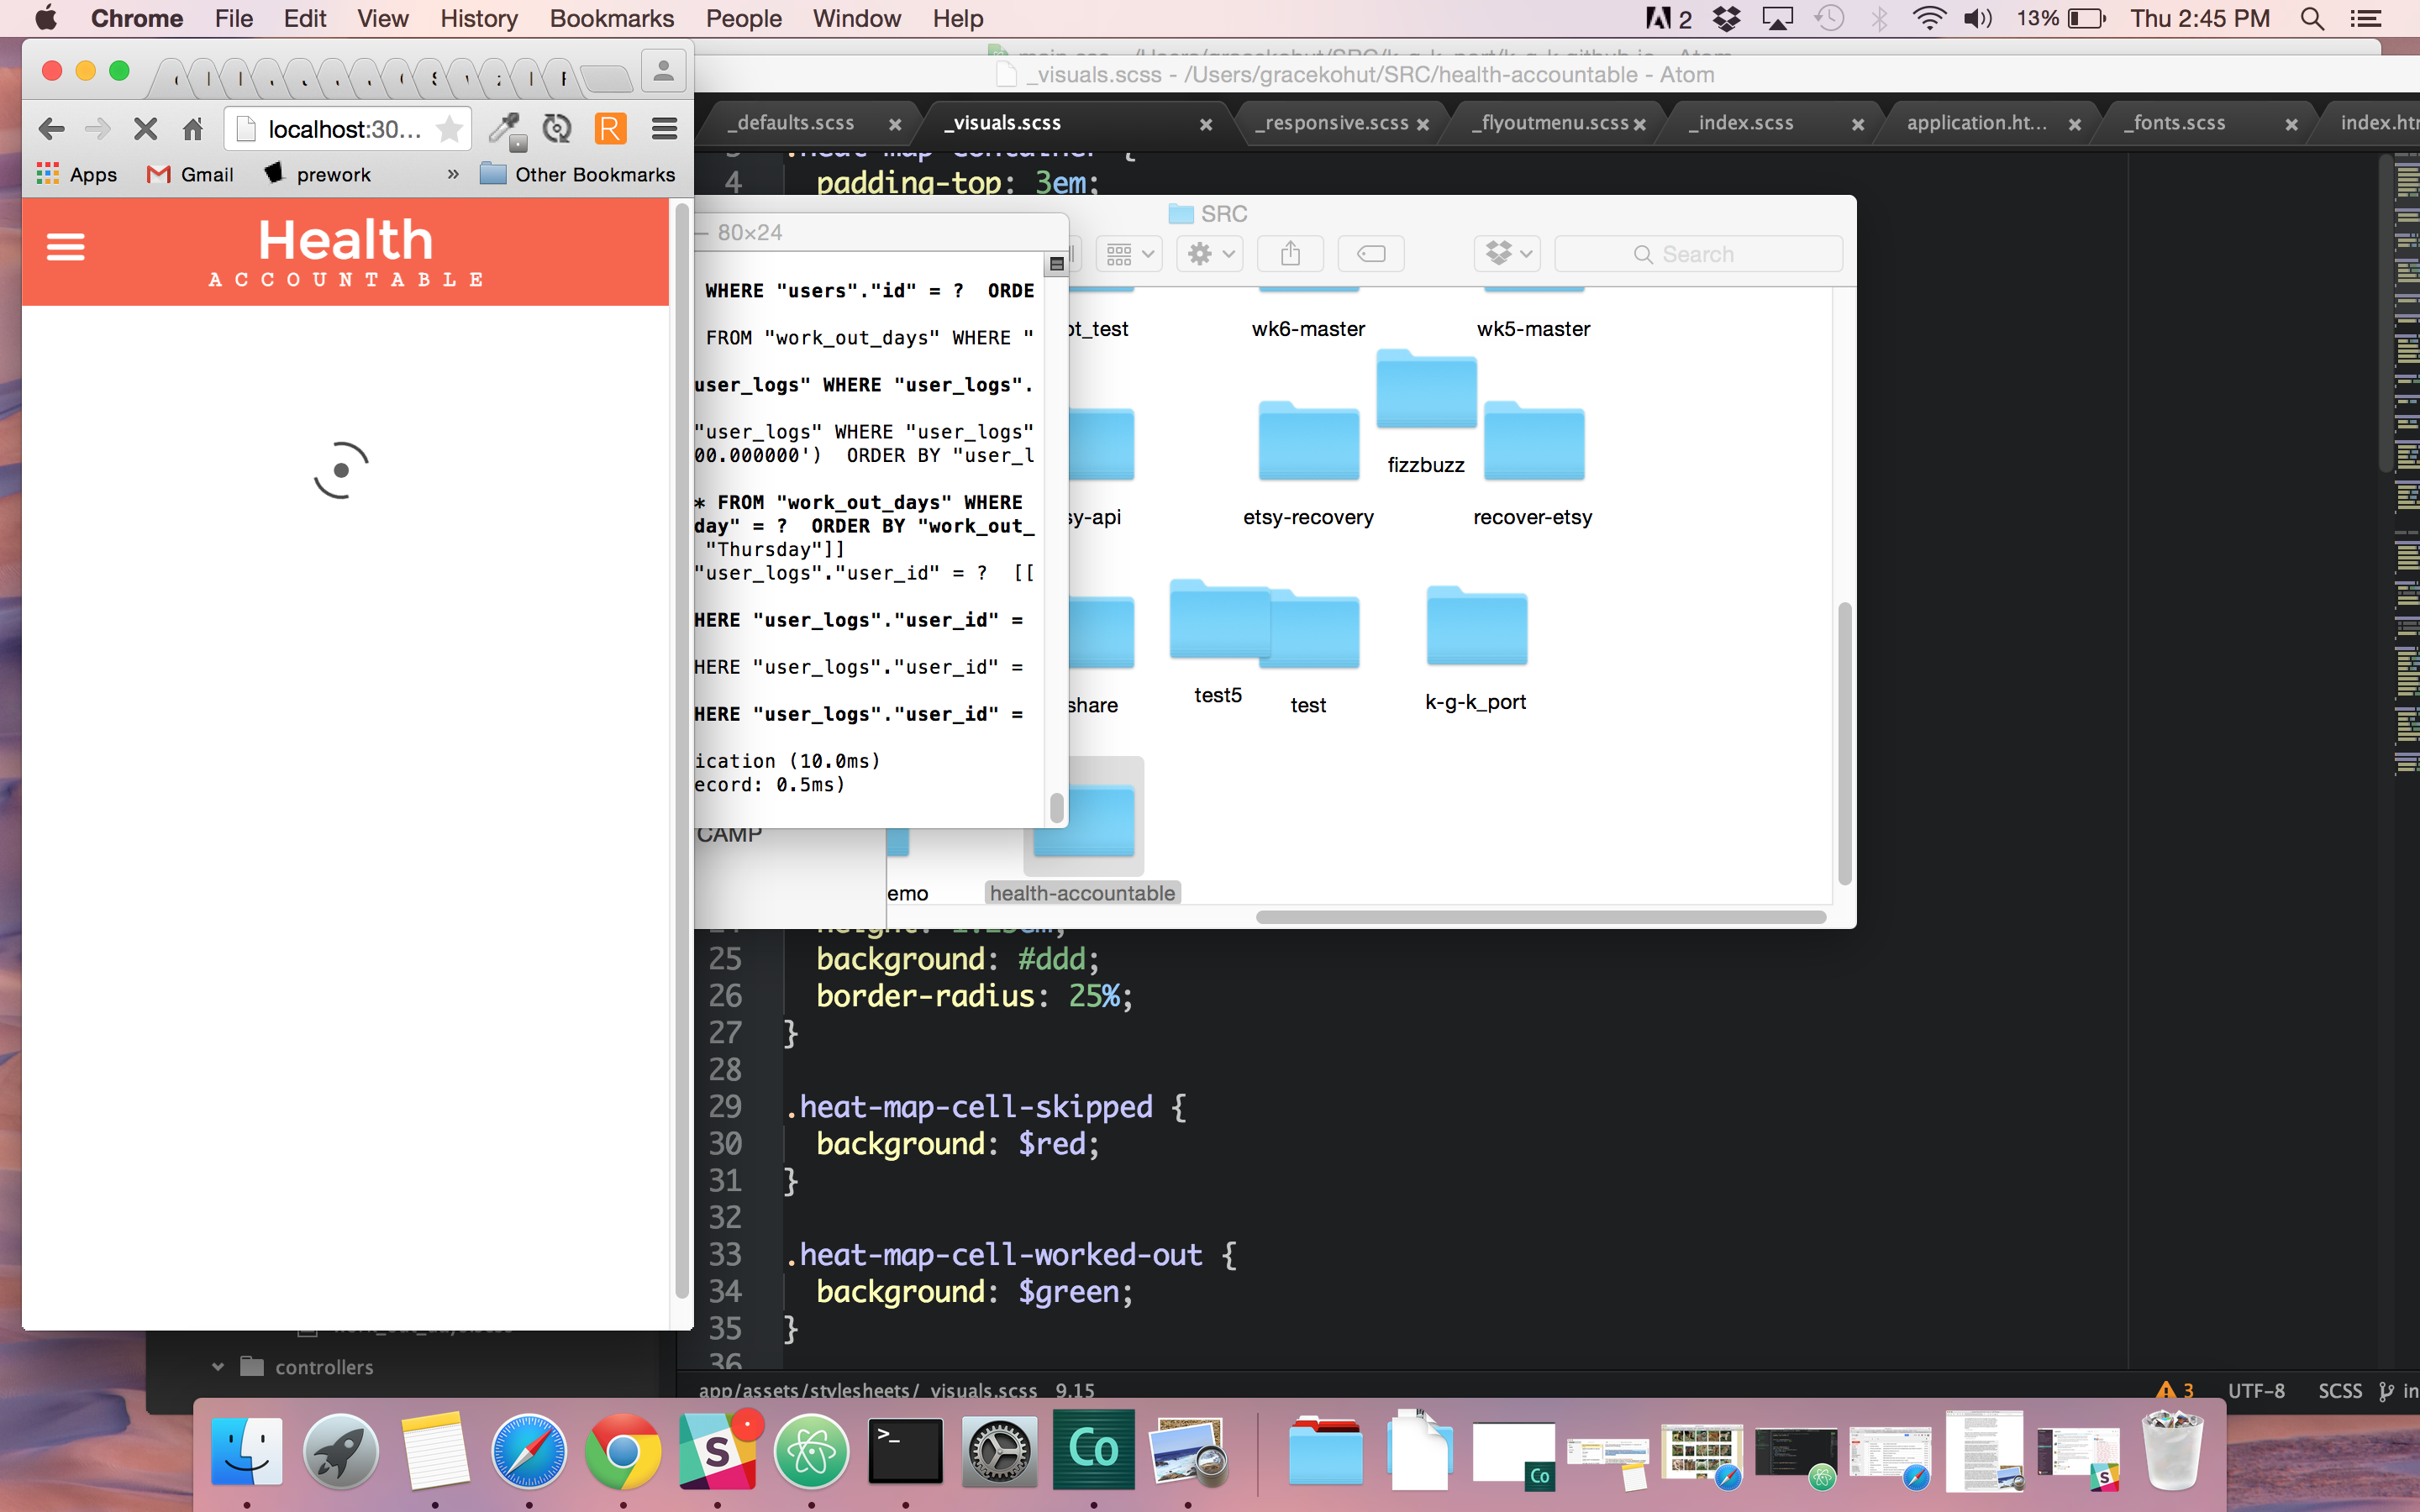 Chrome File Edit View History Bookmarks People Window Help
2 13% Thu 2:45 PM
_visuals.scss - /Users/gracekohut/SRC/health-accountable - Atom
localhost:30...
Apps Gmail prework » Other Bookmarks
Health
ACCOUNTABLE
_defaults.scss
_visuals.scss
_responsive.scss
_flyoutmenu.scss
_index.scss
application.ht...
_fonts.scss
4 padding-top: 3em;
— 80×24
WHERE "users"."id" = ? ORDE
FROM "work_out_days" WHERE "
user_logs" WHERE "user_logs".
"user_logs" WHERE "user_logs"
00.000000') ORDER BY "user_l
* FROM "work_out_days" WHERE
day" = ? ORDER BY "work_out_
"Thursday"]]
"user_logs"."user_id" = ? [[
HERE "user_logs"."user_id" =
HERE "user_logs"."user_id" =
HERE "user_logs"."user_id" =
ication (10.0ms)
ecord: 0.5ms)
SRC
Search
wk6-master
wk5-master
fizzbuzz
etsy-recovery
recover-etsy
test5
test
k-g-k_port
share
CAMP
emo
health-accountable
25 background: #ddd;
26 border-radius: 25%;
27 }
28
29 .heat-map-cell-skipped {
30 background: $red;
31 }
32
33 .heat-map-cell-worked-out {
34 background: $green;
35 }
36
controllers
app/assets/stylesheets/_visuals.scss 9,15
3 UTF-8 SCSS in
>_
S
Co